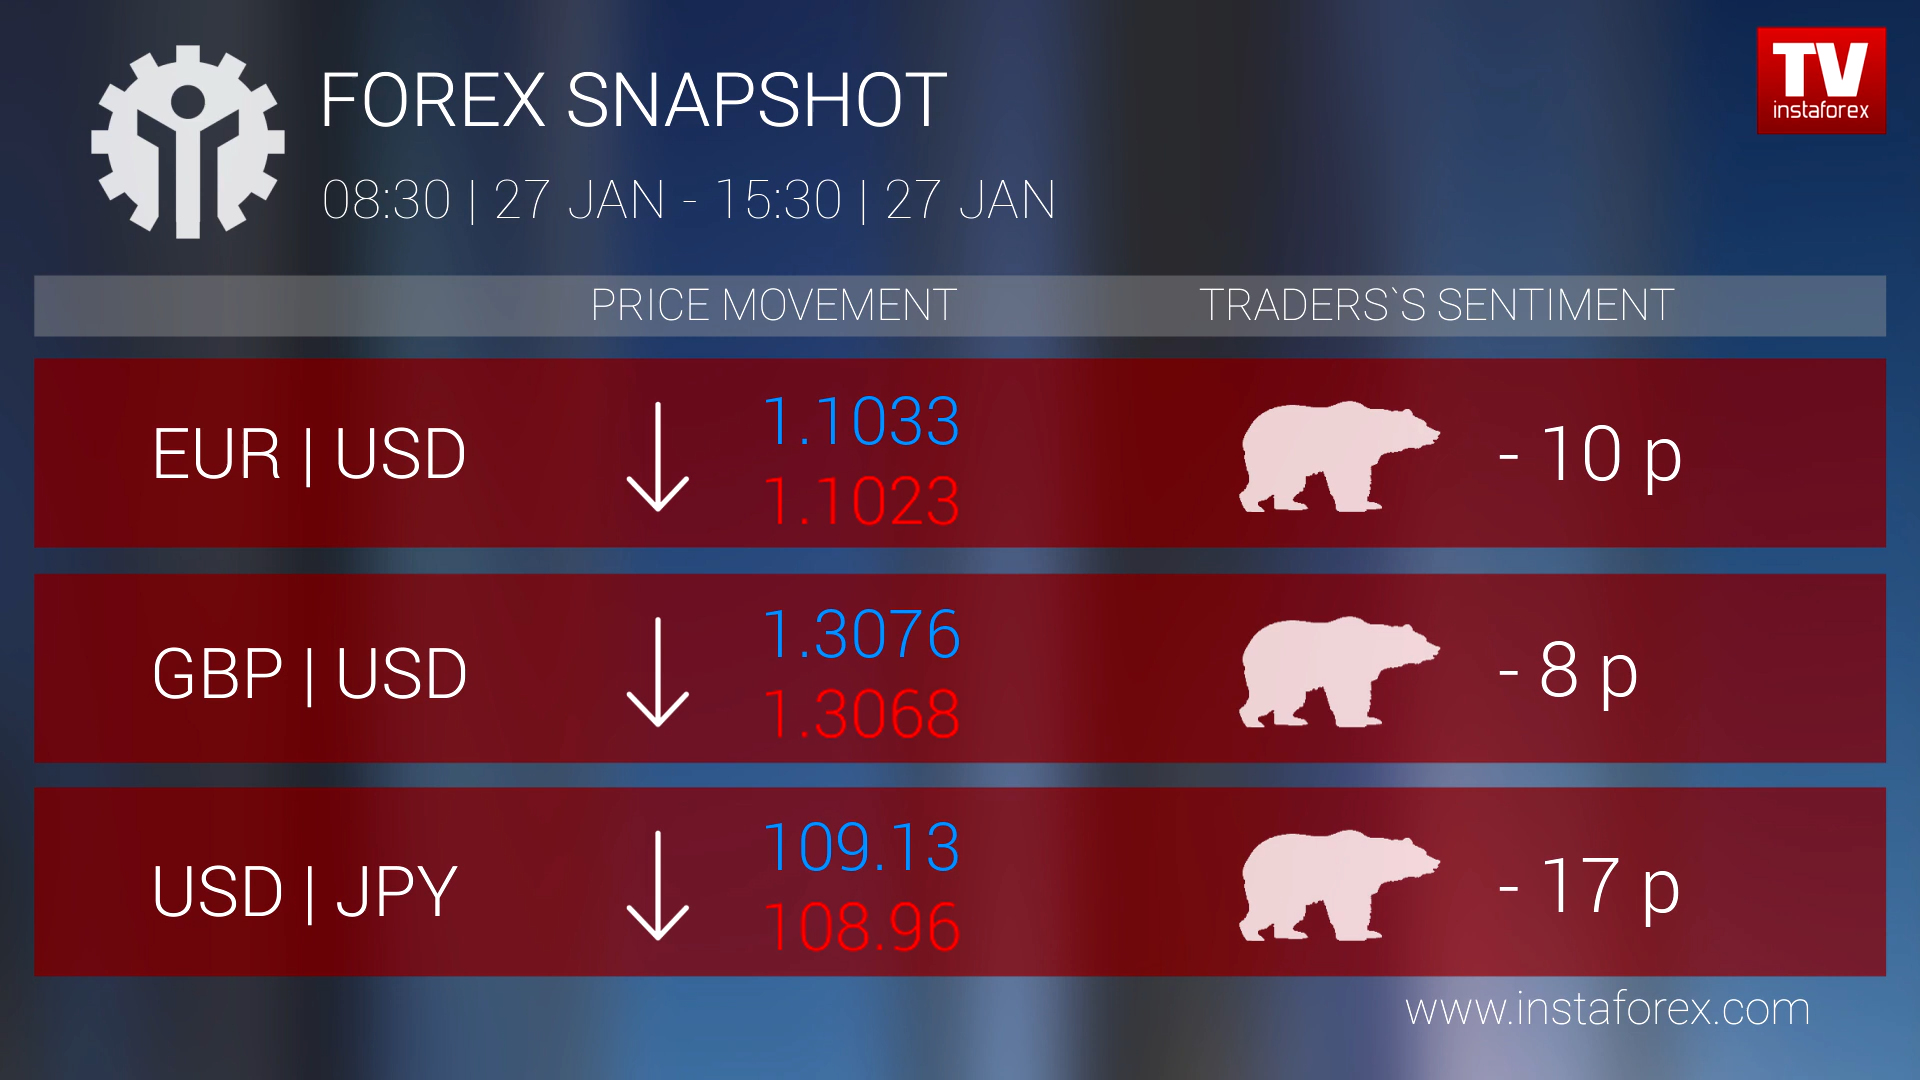 FOREX SNAPSHOT
TV
instaforex
08:30 | 27 JAN - 15:30 | 27 JAN
PRICE MOVEMENT TRADERS`S SENTIMENT
EUR | USD 1.1033 - 10 p
1.1023
GBP | USD 1.3076 - 8 p
1.3068
USD | JPY 109.13 - 17 p
108.96
www.instaforex.com